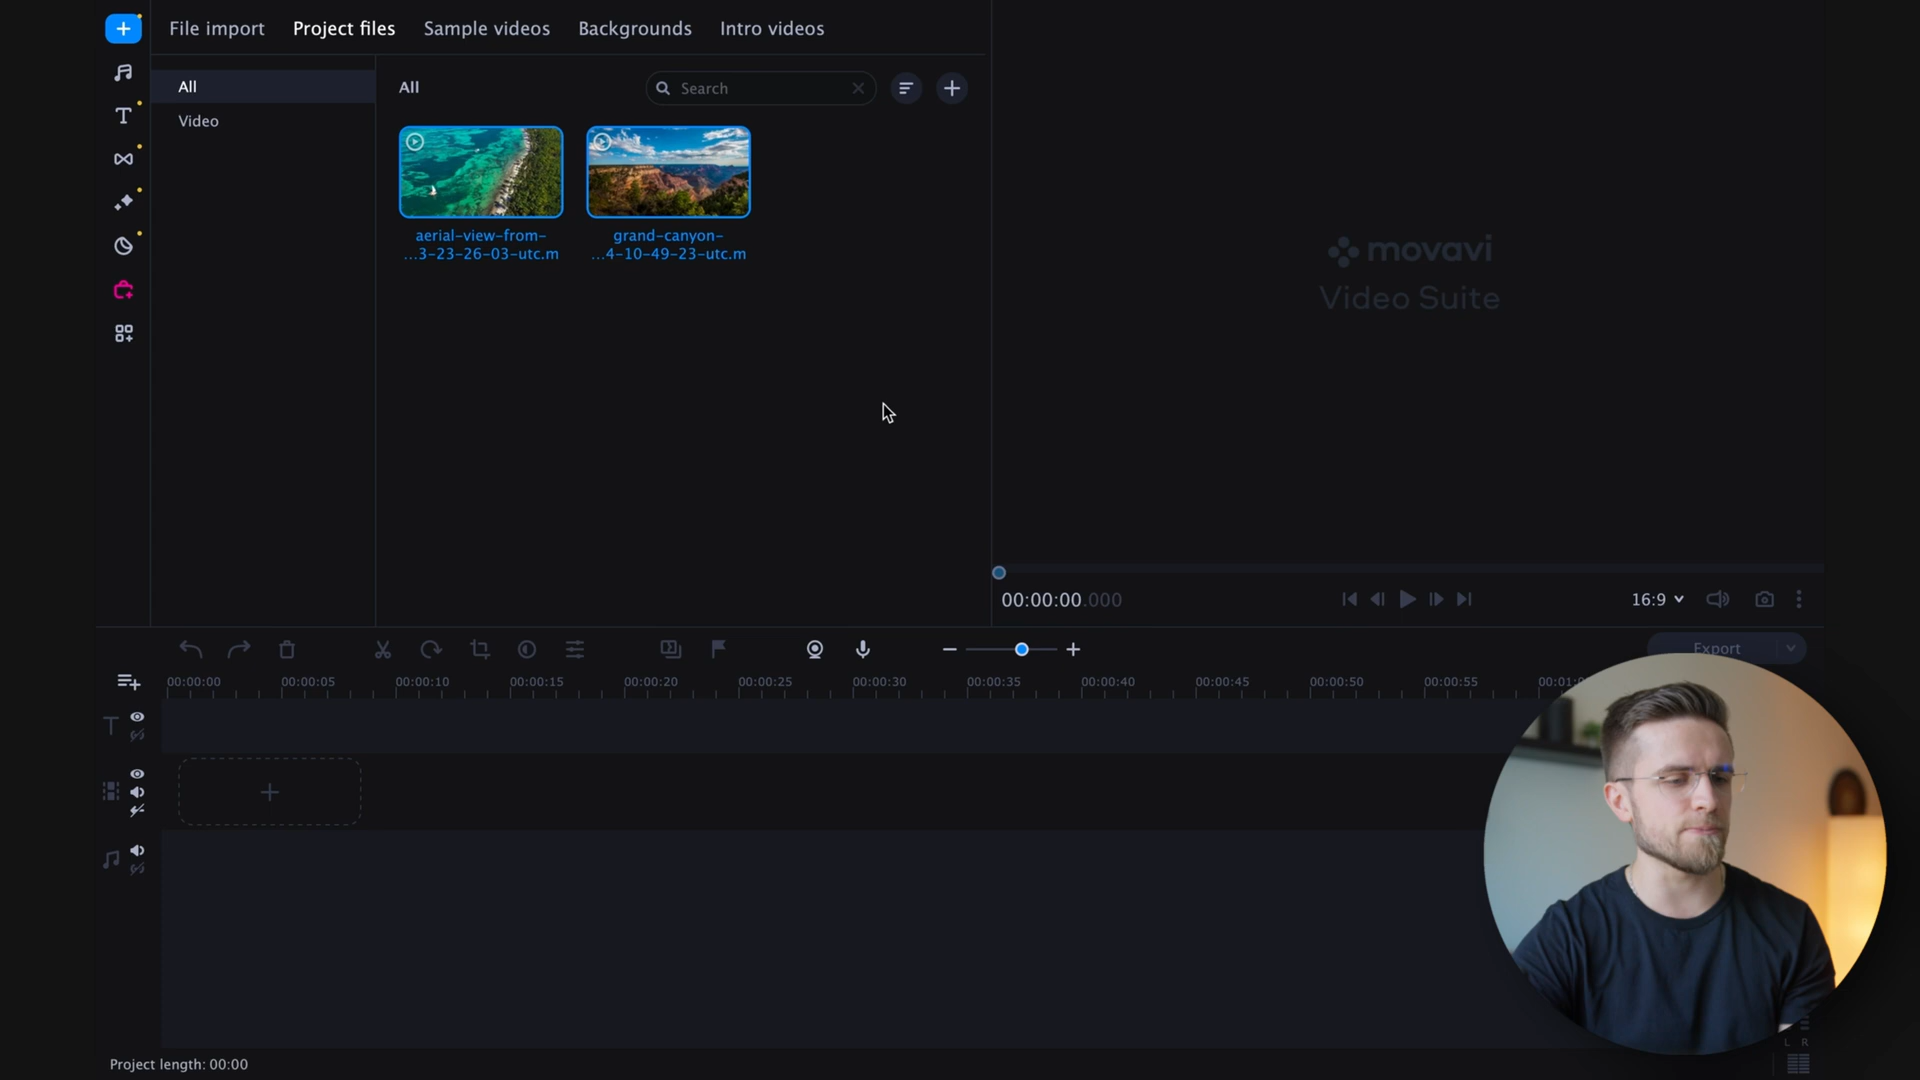 File import
Project files
Sample videos
Backgrounds
Intro videos
All
Video
All
Search
aerial-view-from-
...3-23-26-03-utc.m
grand-canyon-
...4-10-49-23-utc.m
movavi
Video Suite
00:00:00.000
16:9
Export
00:00:00
00:00:05
00:00:10
00:00:15
00:00:20
00:00:25
00:00:30
00:00:35
00:00:40
00:00:45
00:00:50
00:00:55
T
T
L R
Project length: 00:00